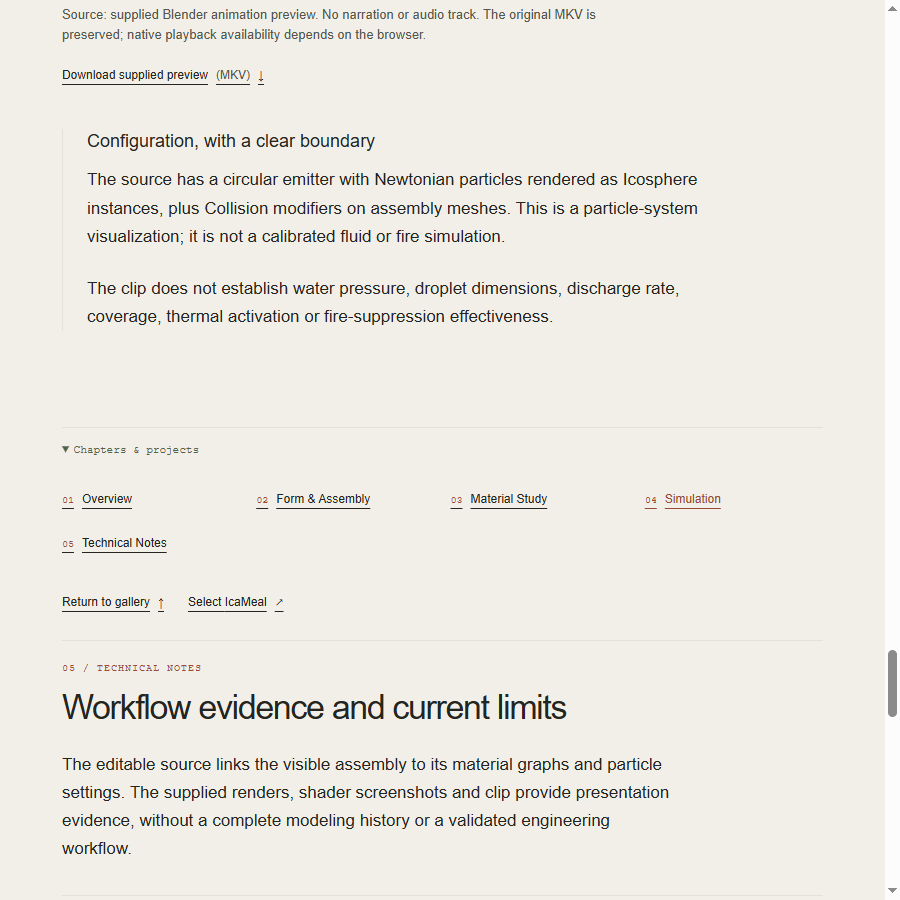 Source: supplied Blender animation preview. No narration or audio track. The original MKV is
preserved; native playback availability depends on the browser.
Download supplied preview (MKV) ↓
Configuration, with a clear boundary
The source has a circular emitter with Newtonian particles rendered as Icosphere
instances, plus Collision modifiers on assembly meshes. This is a particle-system
visualization; it is not a calibrated fluid or fire simulation.
The clip does not establish water pressure, droplet dimensions, discharge rate,
coverage, thermal activation or fire-suppression effectiveness.
▼ Chapters & projects
01 Overview 02 Form & Assembly 03 Material Study 04 Simulation
05 Technical Notes
Return to gallery ↑ Select IcaMeal ↗
05 / TECHNICAL NOTES
Workflow evidence and current limits
The editable source links the visible assembly to its material graphs and particle
settings. The supplied renders, shader screenshots and clip provide presentation
evidence, without a complete modeling history or a validated engineering
workflow.